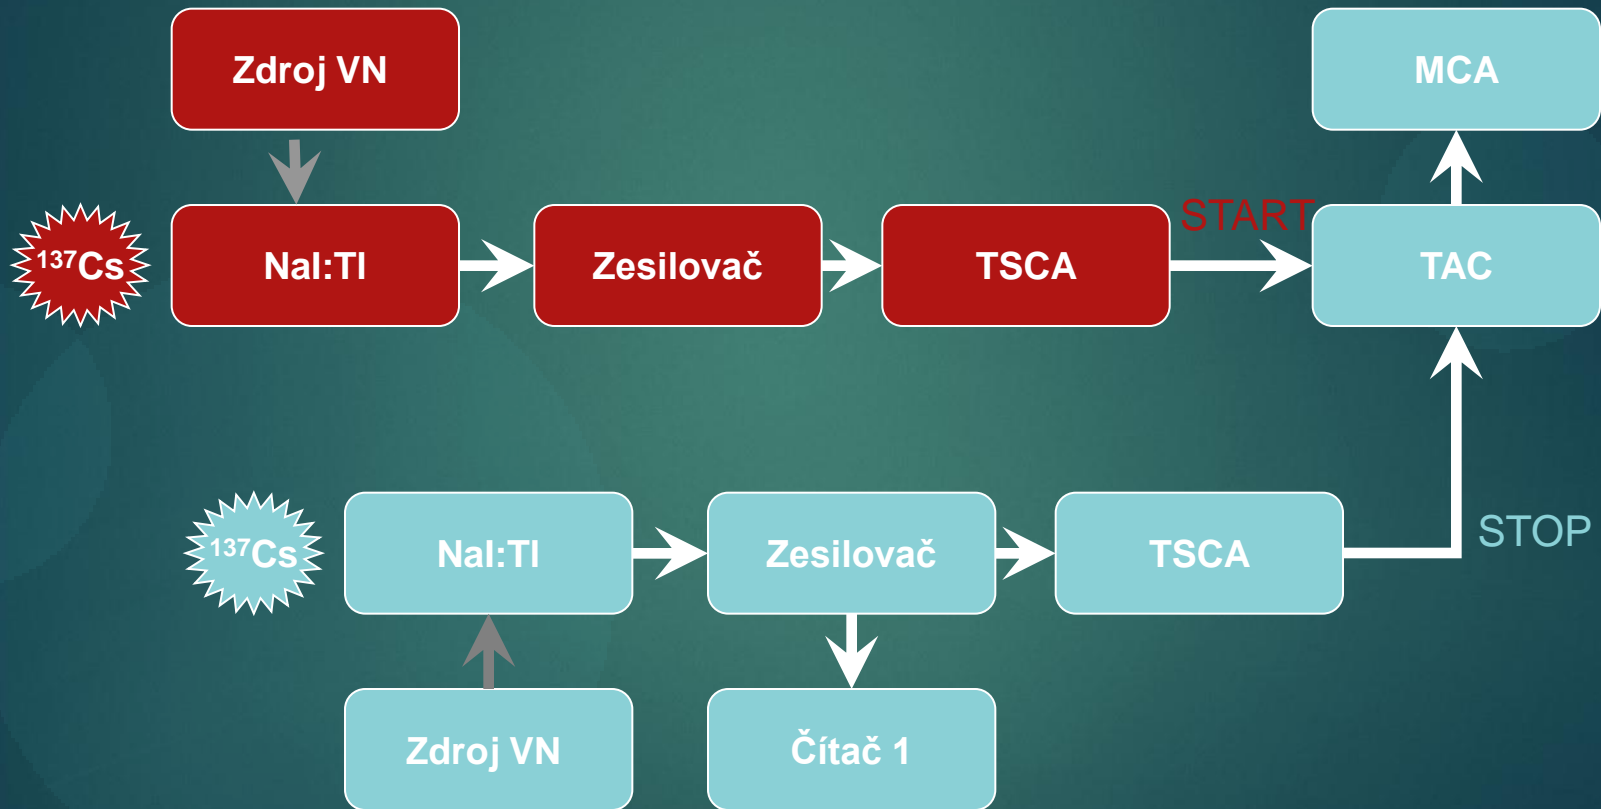 Zdroj VN
MCA
¹³⁷Cs
NaI:Tl
Zesilovač
TSCA
START
TAC
¹³⁷Cs
NaI:Tl
Zesilovač
TSCA
STOP
Zdroj VN
Čítač 1